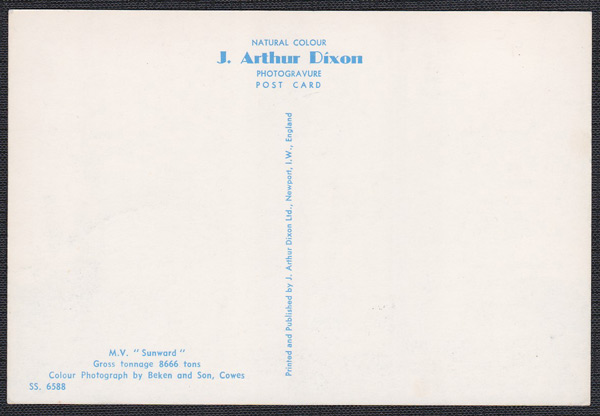 NATURAL COLOUR
J. Arthur Dixon
PHOTOGRAVURE
POST CARD
Printed and Published by J. Arthur Dixon Ltd., Newport, I.W., England
M.V. "Sunward"
Gross tonnage 8666 tons
Colour Photograph by Beken and Son, Cowes
SS. 6588